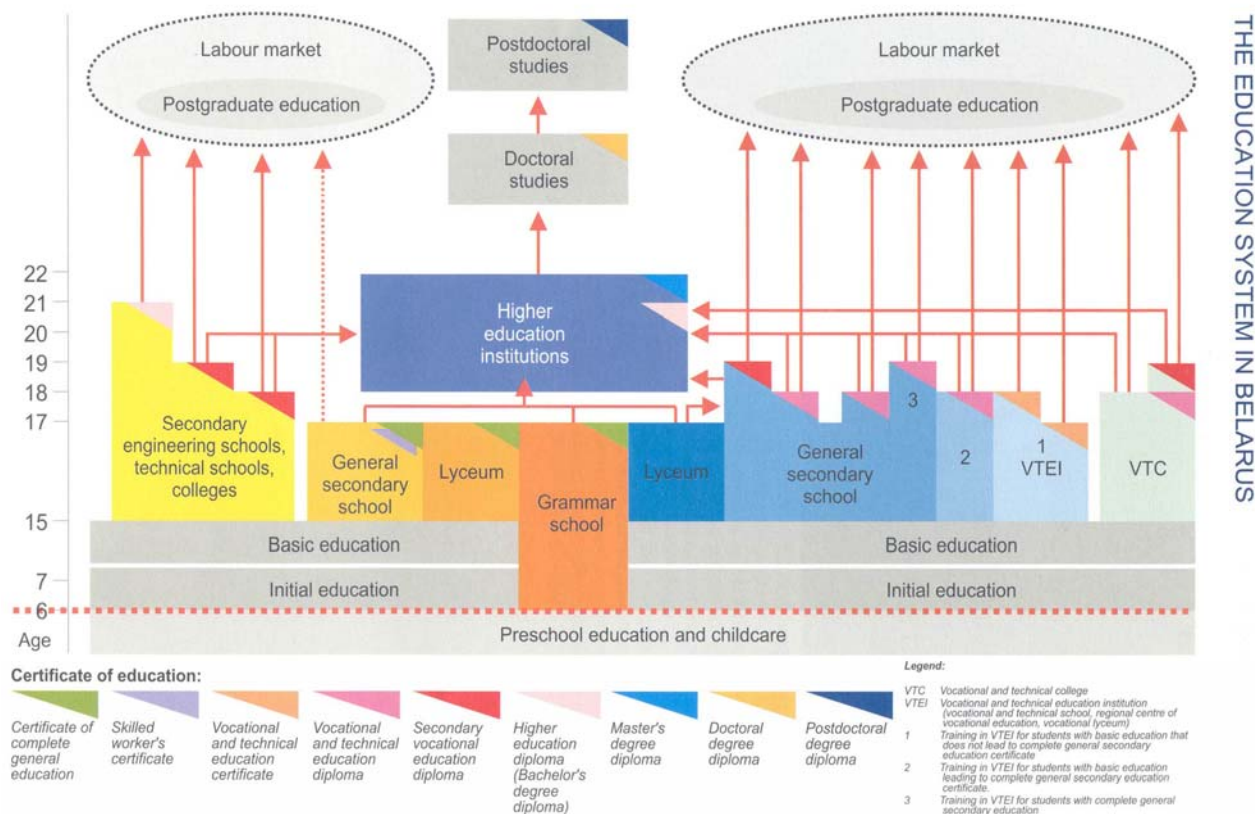 THE EDUCATION SYSTEM IN BELARUS
Labour market
Postgraduate education
Postdoctoral
studies
Labour market
Postgraduate education
Doctoral
studies
22
21
20
19
18
17
15
7
6
Age
Higher
education
institutions
Secondary
engineering schools,
technical schools,
colleges
General
secondary
school
Lyceum
Grammar
school
Lyceum
General
secondary
school
3
2
1
VTEI
VTC
Basic education
Basic education
Initial education
Initial education
Preschool education and childcare
Certificate of education:
Certificate of
complete
general
education
Skilled
worker's
certificate
Vocational
and technical
education
certificate
Vocational
and technical
education
diploma
Secondary
vocational
education
diploma
Higher
education
diploma
(Bachelor's
degree
diploma)
Master's
degree
diploma
Doctoral
degree
diploma
Postdoctoral
degree
diploma
Legend:
VTC Vocational and technical college
VTEI Vocational and technical education institution
(vocational and technical school, regional centre of
vocational education, vocational lyceum)
1 Training in VTEI for students with basic education that
does not lead to complete general secondary
education certificate
2 Training in VTEI for students with basic education
leading to complete general secondary education
certificate.
3 Training in VTEI for students with complete general
secondary education